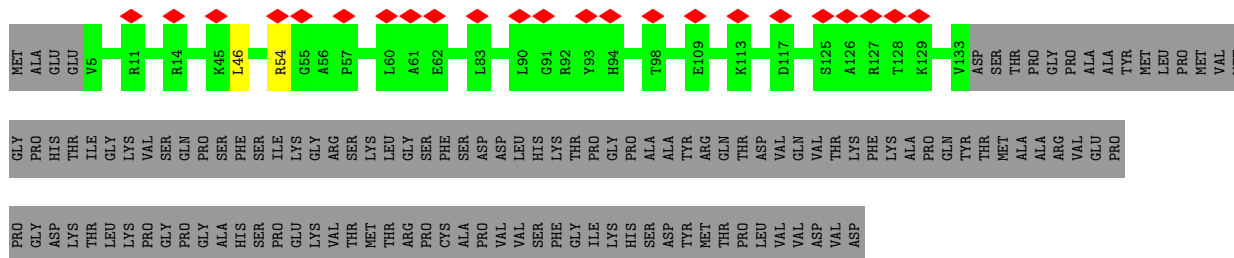 MET ALA GLU GLU V5 R11 R14 K45 L46 R54 G55 A56 P57 L60 A61 E62 L83 L90 G91 R92 Y93 H94 T98 E109 K113 D117 S125 A126 R127 T128 K129 V133 ASP SER THR PRO GLY PRO ALA ALA TYR MET LEU PRO MET VAL
GLY PRO HIS THR ILE GLY LYS VAL SER GLN PRO SER PHE SER ILE LYS GLY ARG SER LYS LEU GLY SER PHE SER ASP ASP LEU HIS LYS THR PRO GLY PRO ALA ALA TYR ARG GLN THR ASP VAL GLN VAL THR LYS PHE LYS ALA PRO GLN TYR THR MET ALA ALA ARG VAL GLU PRO
PRO GLY ASP LYS THR LEU LYS PRO GLY PRO GLY ALA HIS SER PRO GLU LYS VAL THR MET THR ARG PRO CYS ALA PRO VAL VAL SER PHE GLY ILE LYS HIS SER ASP TYR MET THR PRO LEU VAL VAL ASP VAL ASP